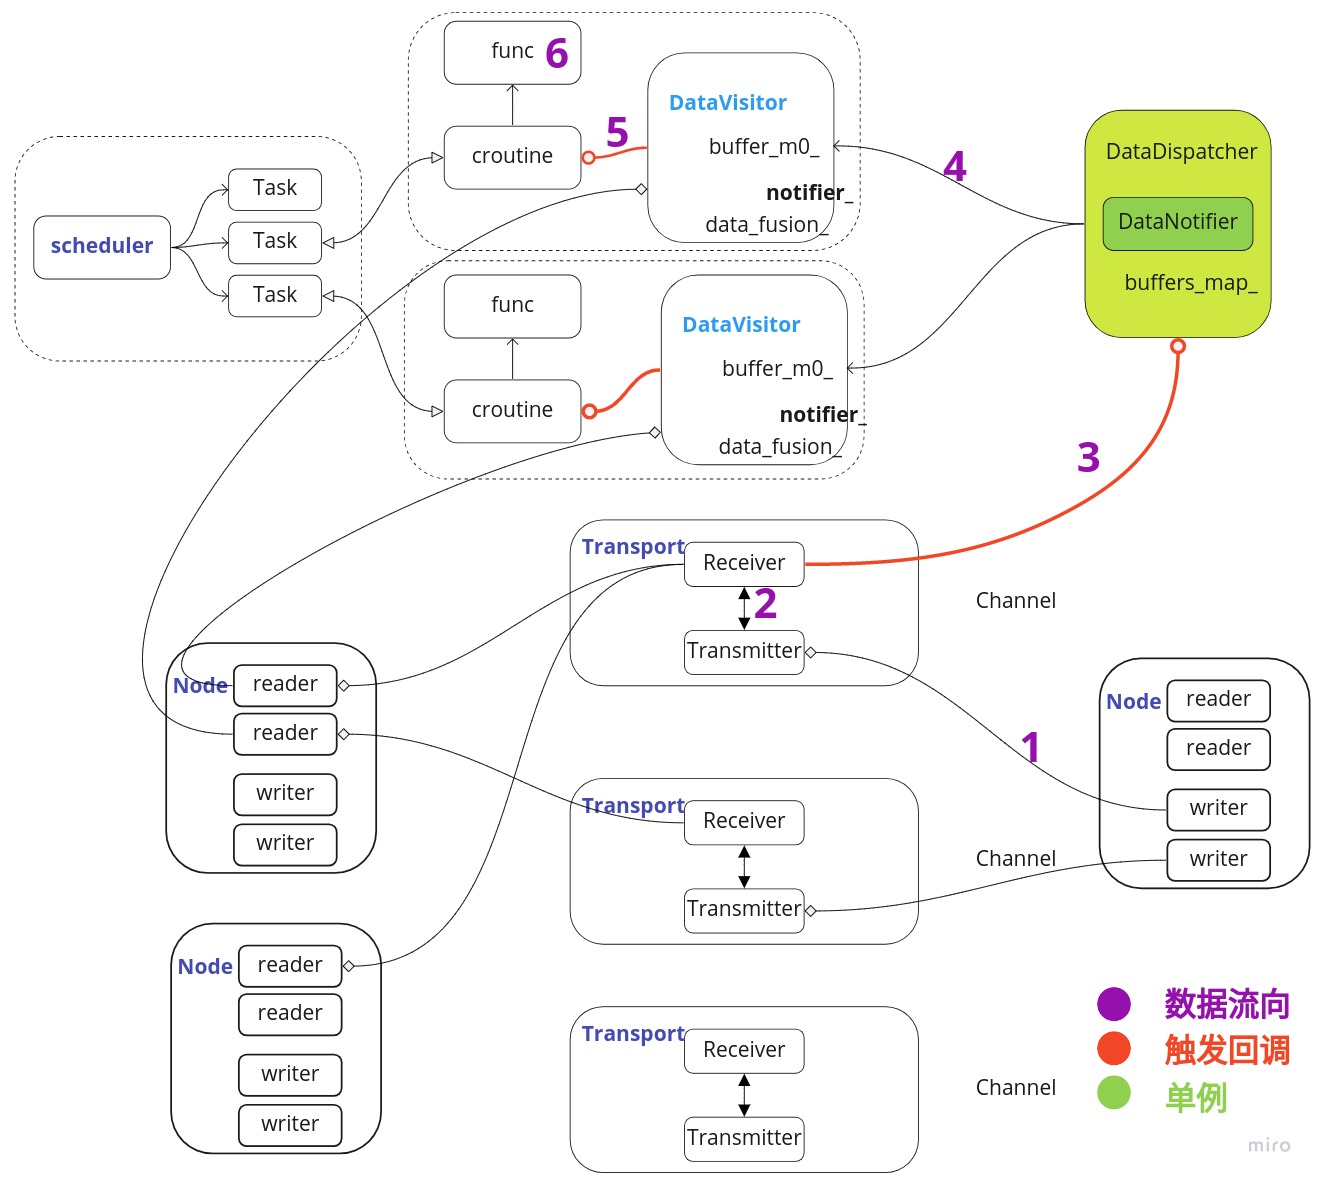 func 6
DataVisitor
5
croutine
buffer_m0_
notifier_
data_fusion_
4
DataDispatcher
DataNotifier
buffers_map_
scheduler
Task
Task
Task
func
DataVisitor
croutine
buffer_m0_
notifier_
data_fusion_
3
Transport
Receiver
2
Transmitter
Channel
1
Node
reader
reader
writer
writer
Node
reader
reader
writer
writer
Transport
Receiver
Transmitter
Channel
Node
reader
reader
writer
writer
Transport
Receiver
Transmitter
Channel
数据流向
触发回调
单例
miro